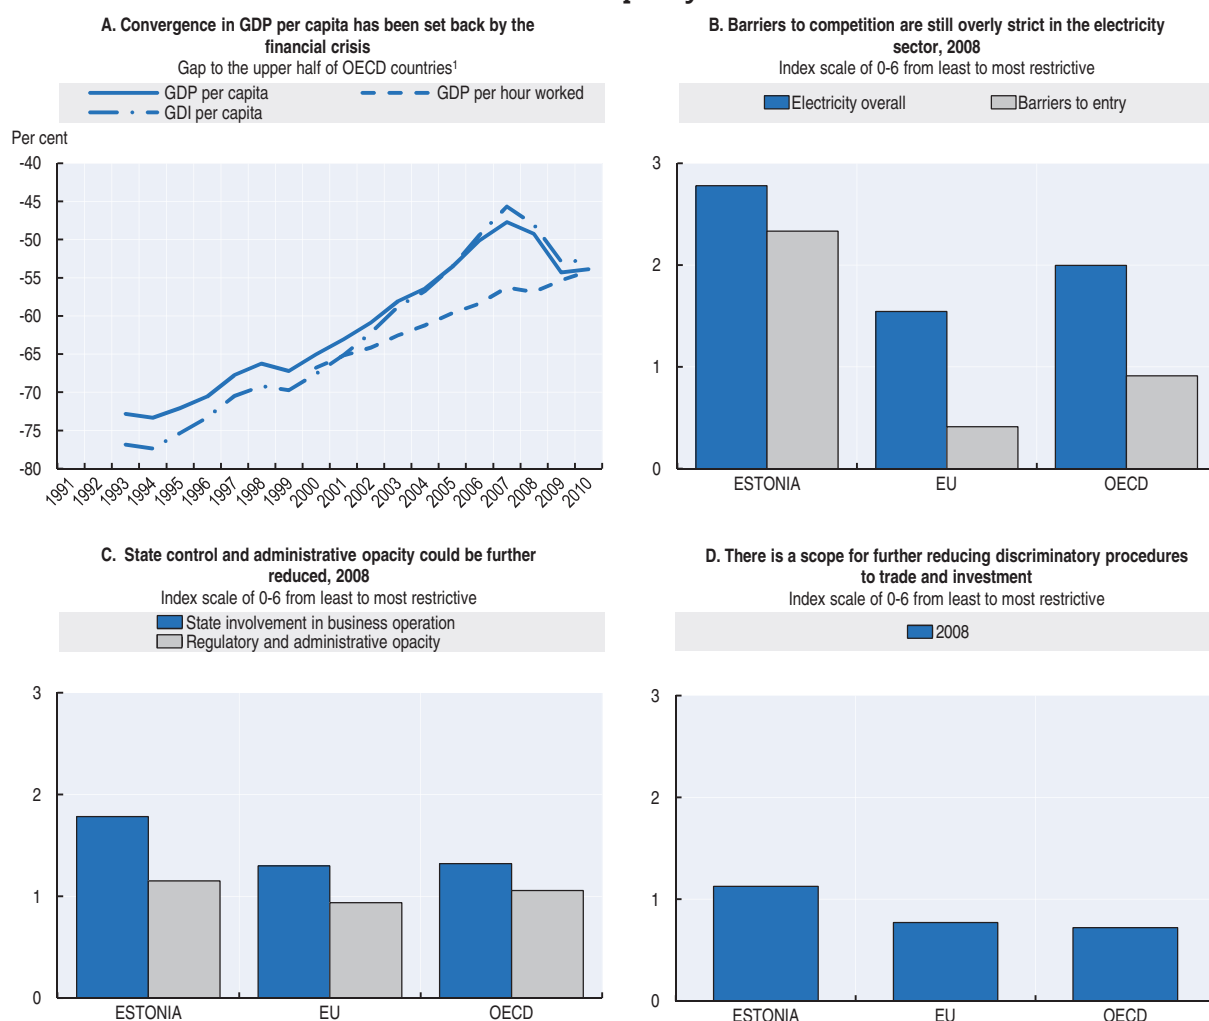 A. Convergence in GDP per capita has been set back by the
financial crisis
Gap to the upper half of OECD countries¹
GDP per capita
GDP per hour worked
GDI per capita
Per cent
-40
-45
-50
-55
-60
-65
-70
-75
-80
1991
1992
1993
1994
1995
1996
1997
1998
1999
2000
2001
2002
2003
2004
2005
2006
2007
2008
2009
2010
B. Barriers to competition are still overly strict in the electricity
sector, 2008
Index scale of 0-6 from least to most restrictive
Electricity overall
Barriers to entry
3
2
1
0
ESTONIA
EU
OECD
C. State control and administrative opacity could be further
reduced, 2008
Index scale of 0-6 from least to most restrictive
State involvement in business operation
Regulatory and administrative opacity
3
2
1
0
ESTONIA
EU
OECD
D. There is a scope for further reducing discriminatory procedures
to trade and investment
Index scale of 0-6 from least to most restrictive
2008
3
2
1
0
ESTONIA
EU
OECD